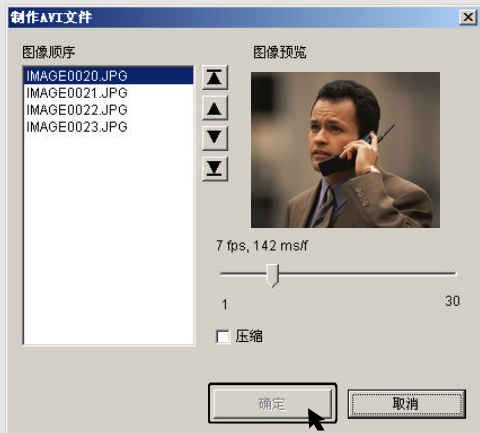 制作AVI文件
图像顺序
图像预览
IMAGE0020.JPG
IMAGE0021.JPG
IMAGE0022.JPG
IMAGE0023.JPG
7 fps, 142 ms/f
1
30
压缩
确定
取消